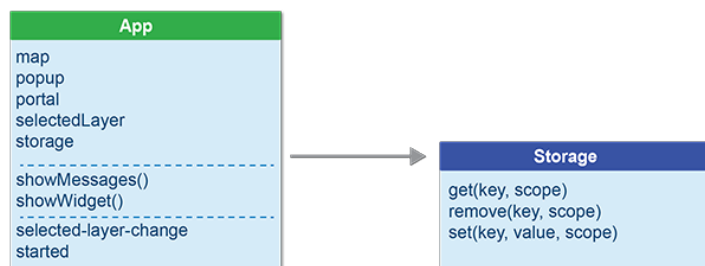 App
map
popup
portal
selectedLayer
storage
showMessages()
showWidget()
selected-layer-change
started
Storage
get(key, scope)
remove(key, scope)
set(key, value, scope)